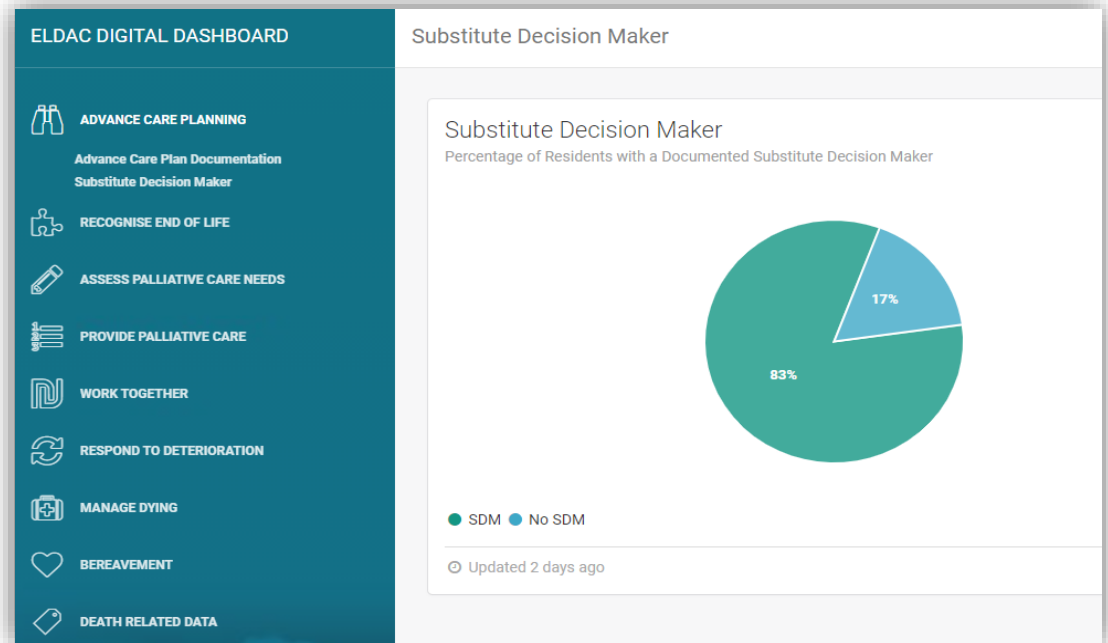 ELDAC DIGITAL DASHBOARD
ADVANCE CARE PLANNING
Advance Care Plan Documentation
Substitute Decision Maker
RECOGNISE END OF LIFE
ASSESS PALLIATIVE CARE NEEDS
PROVIDE PALLIATIVE CARE
WORK TOGETHER
RESPOND TO DETERIORATION
MANAGE DYING
BEREAVEMENT
DEATH RELATED DATA
Substitute Decision Maker
Substitute Decision Maker
Percentage of Residents with a Documented Substitute Decision Maker
17%
83%
SDM No SDM
Updated 2 days ago